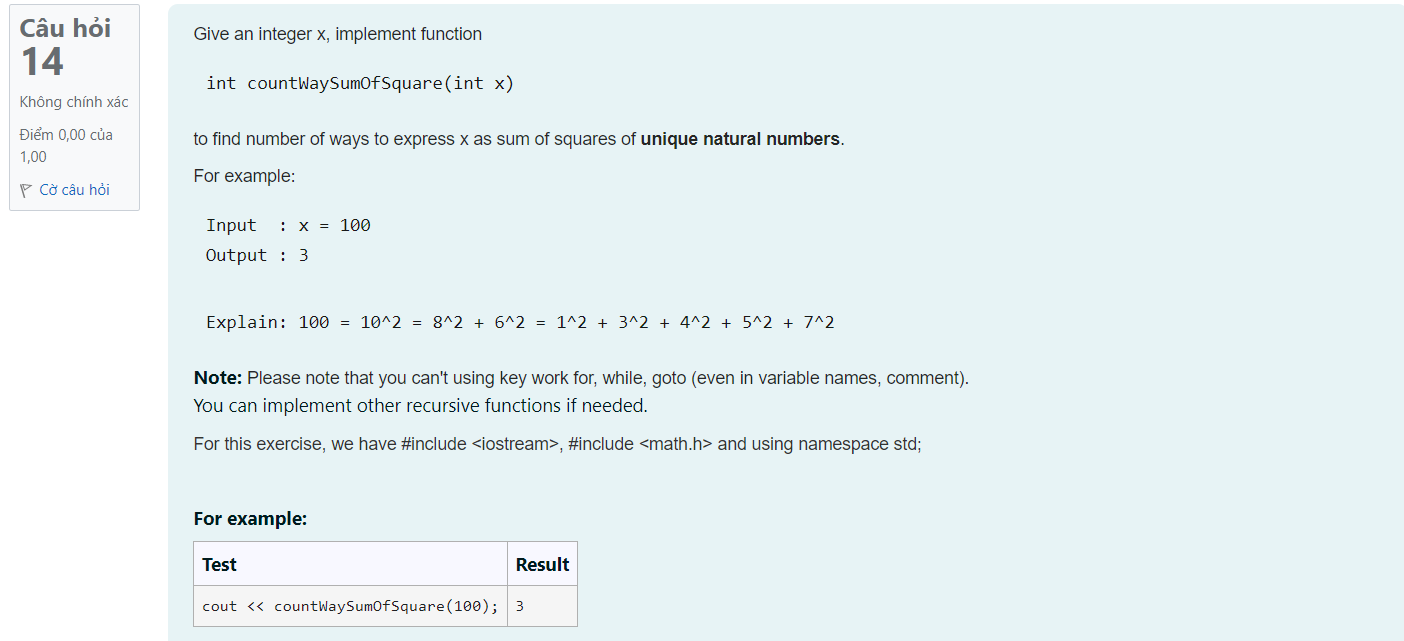 Câu hỏi
14
Không chính xác
Điểm 0,00 của
1,00
Cờ câu hỏi
Give an integer x, implement function
int countWaySumOfSquare(int x)
to find number of ways to express x as sum of squares of unique natural numbers.
For example:
Input  : x = 100
Output : 3
Explain: 100 = 10^2 = 8^2 + 6^2 = 1^2 + 3^2 + 4^2 + 5^2 + 7^2
Note: Please note that you can't using key work for, while, goto (even in variable names, comment).
You can implement other recursive functions if needed.
For this exercise, we have #include <iostream>, #include <math.h> and using namespace std;
For example:
Test Result
cout << countWaySumOfSquare(100); 3